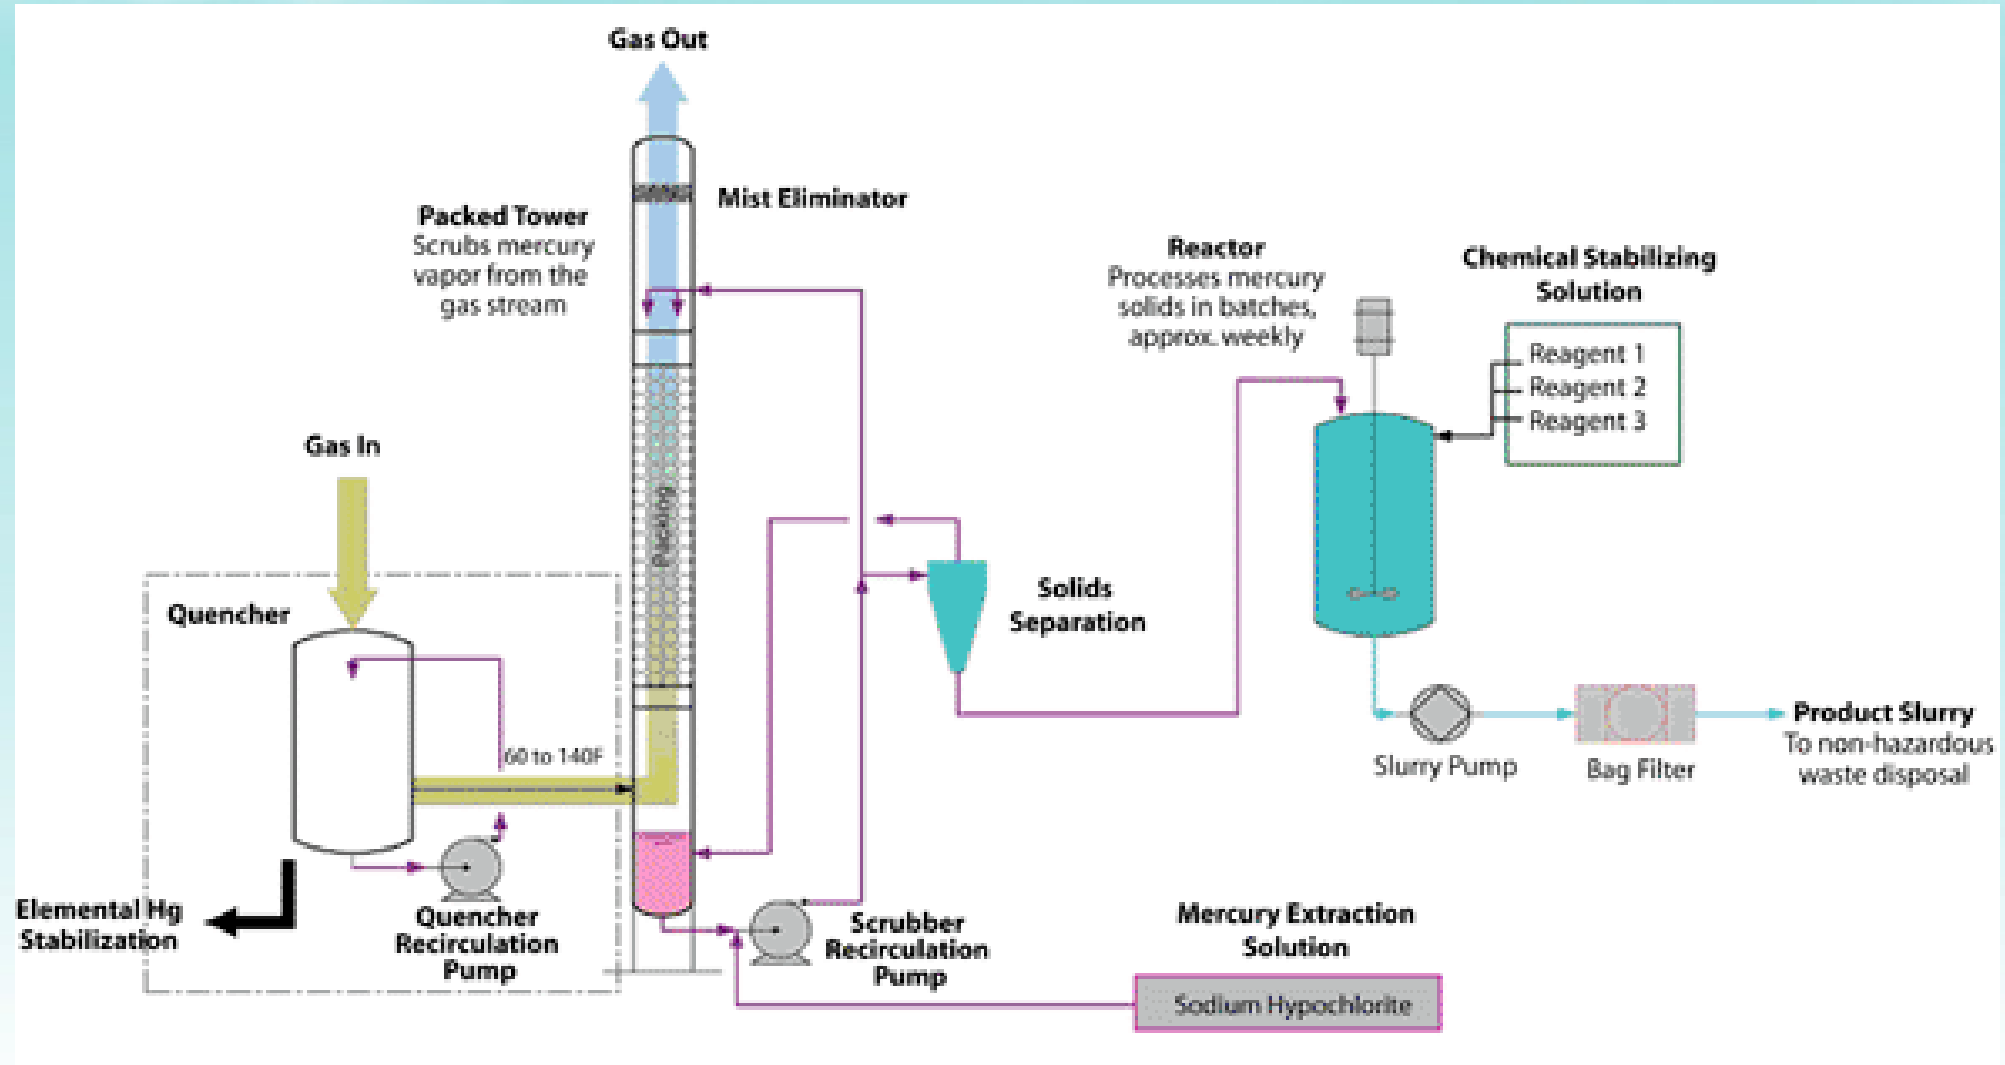 Gas Out
Mist Eliminator
Packed Tower
Scrubs mercury
vapor from the
gas stream
Reactor
Processes mercury
solids in batches,
approx. weekly
Chemical Stabilizing
Solution
Reagent 1
Reagent 2
Reagent 3
Gas In
Packing
Quencher
Solids
Separation
60 to 140F
Slurry Pump
Bag Filter
Product Slurry
To non-hazardous
waste disposal
Elemental Hg
Stabilization
Quencher
Recirculation
Pump
Scrubber
Recirculation
Pump
Mercury Extraction
Solution
Sodium Hypochlorite